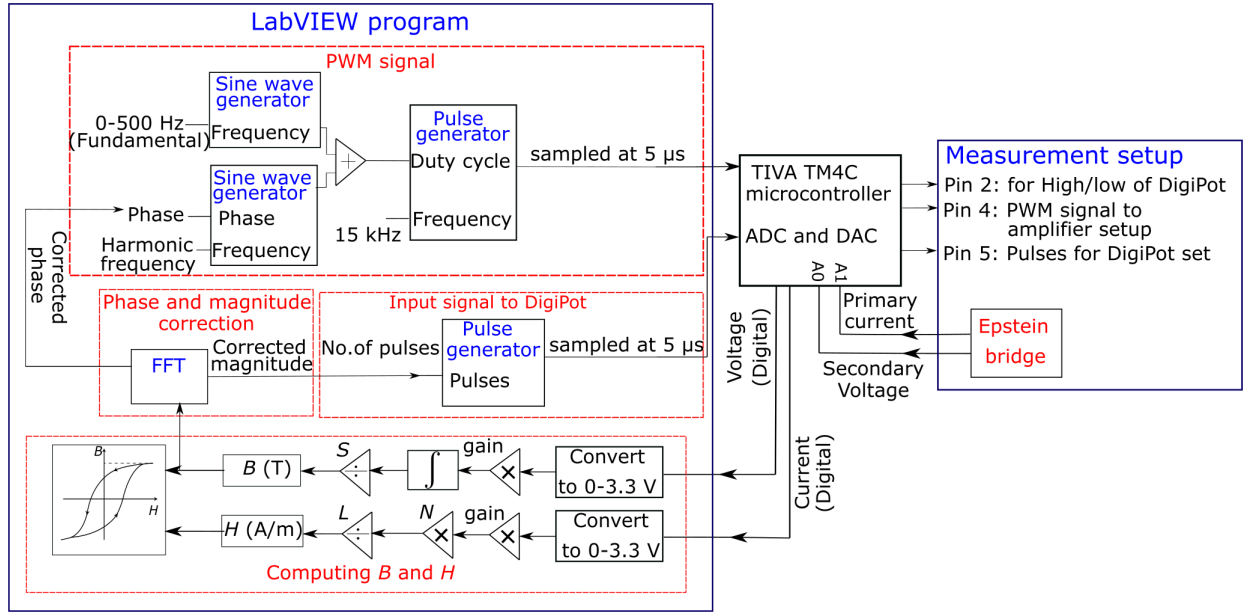 LabVIEW program
PWM signal
Sine wave
generator
0-500 Hz
(Fundamental)
Frequency
Pulse
generator
Duty cycle
sampled at 5 µs
+
Sine wave
generator
Phase
Phase
Harmonic
frequency
Frequency
15 kHz
Frequency
Corrected
phase
TIVA TM4C
microcontroller
ADC and DAC
A0
A1
Measurement setup
Pin 2: for High/low of DigiPot
Pin 4: PWM signal to
amplifier setup
Pin 5: Pulses for DigiPot set
Primary
current
Epstein
bridge
Secondary
Voltage
Phase and magnitude
correction
FFT
Corrected
magnitude
Input signal to DigiPot
No.of pulses
Pulse
generator
Pulses
sampled at 5 µs
Voltage
(Digital)
Current
(Digital)
B
H
B (T)
S
÷
∫
gain
×
Convert
to 0-3.3 V
H (A/m)
L
÷
N
×
gain
×
Convert
to 0-3.3 V
Computing B and H